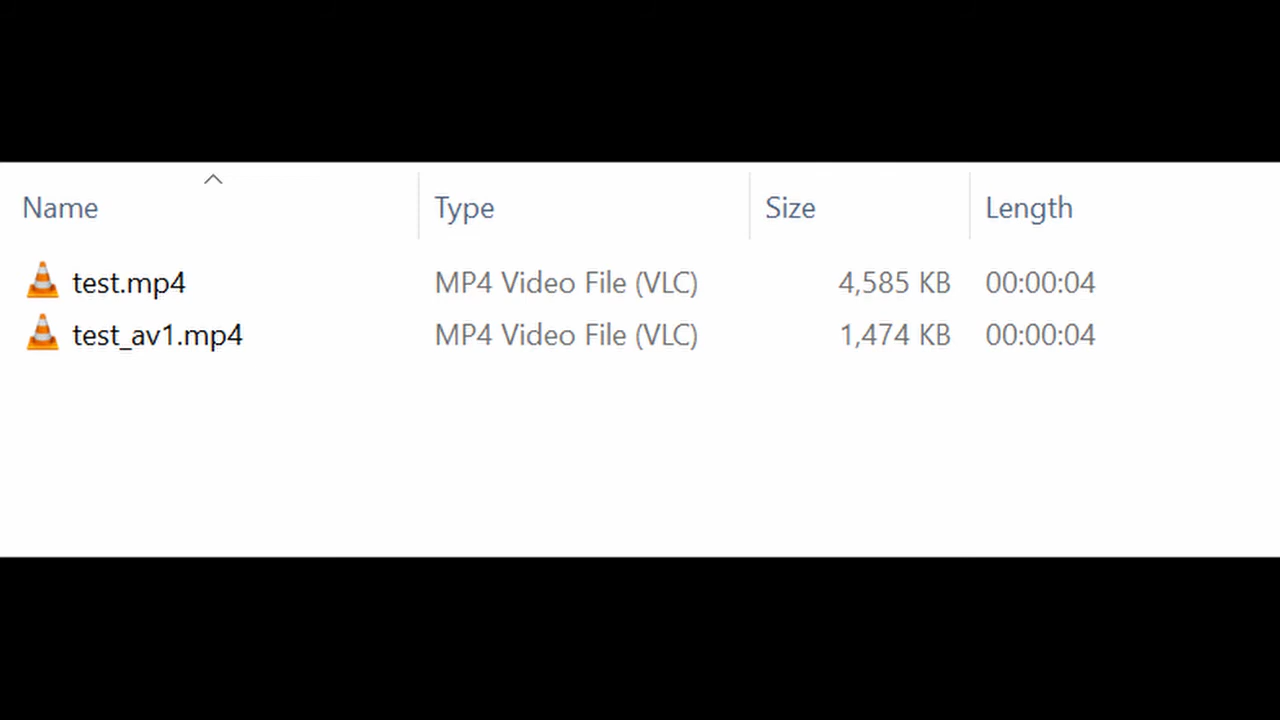 Name Type Size Length
test.mp4 MP4 Video File (VLC) 4,585 KB 00:00:04
test_av1.mp4 MP4 Video File (VLC) 1,474 KB 00:00:04